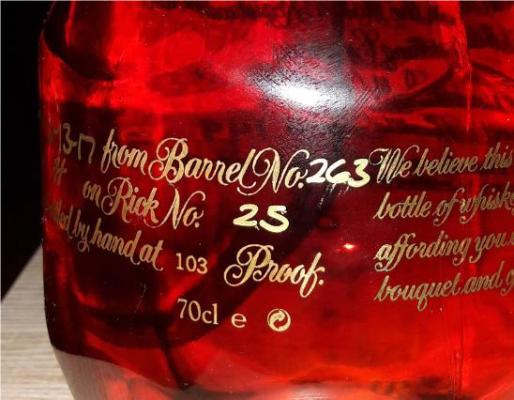 3-17 from Barrel No. 263
on Rick No. 25
by hand at 103 Proof.
70cl e
We believe this
bottle of whiske
affording you
bouquet and g